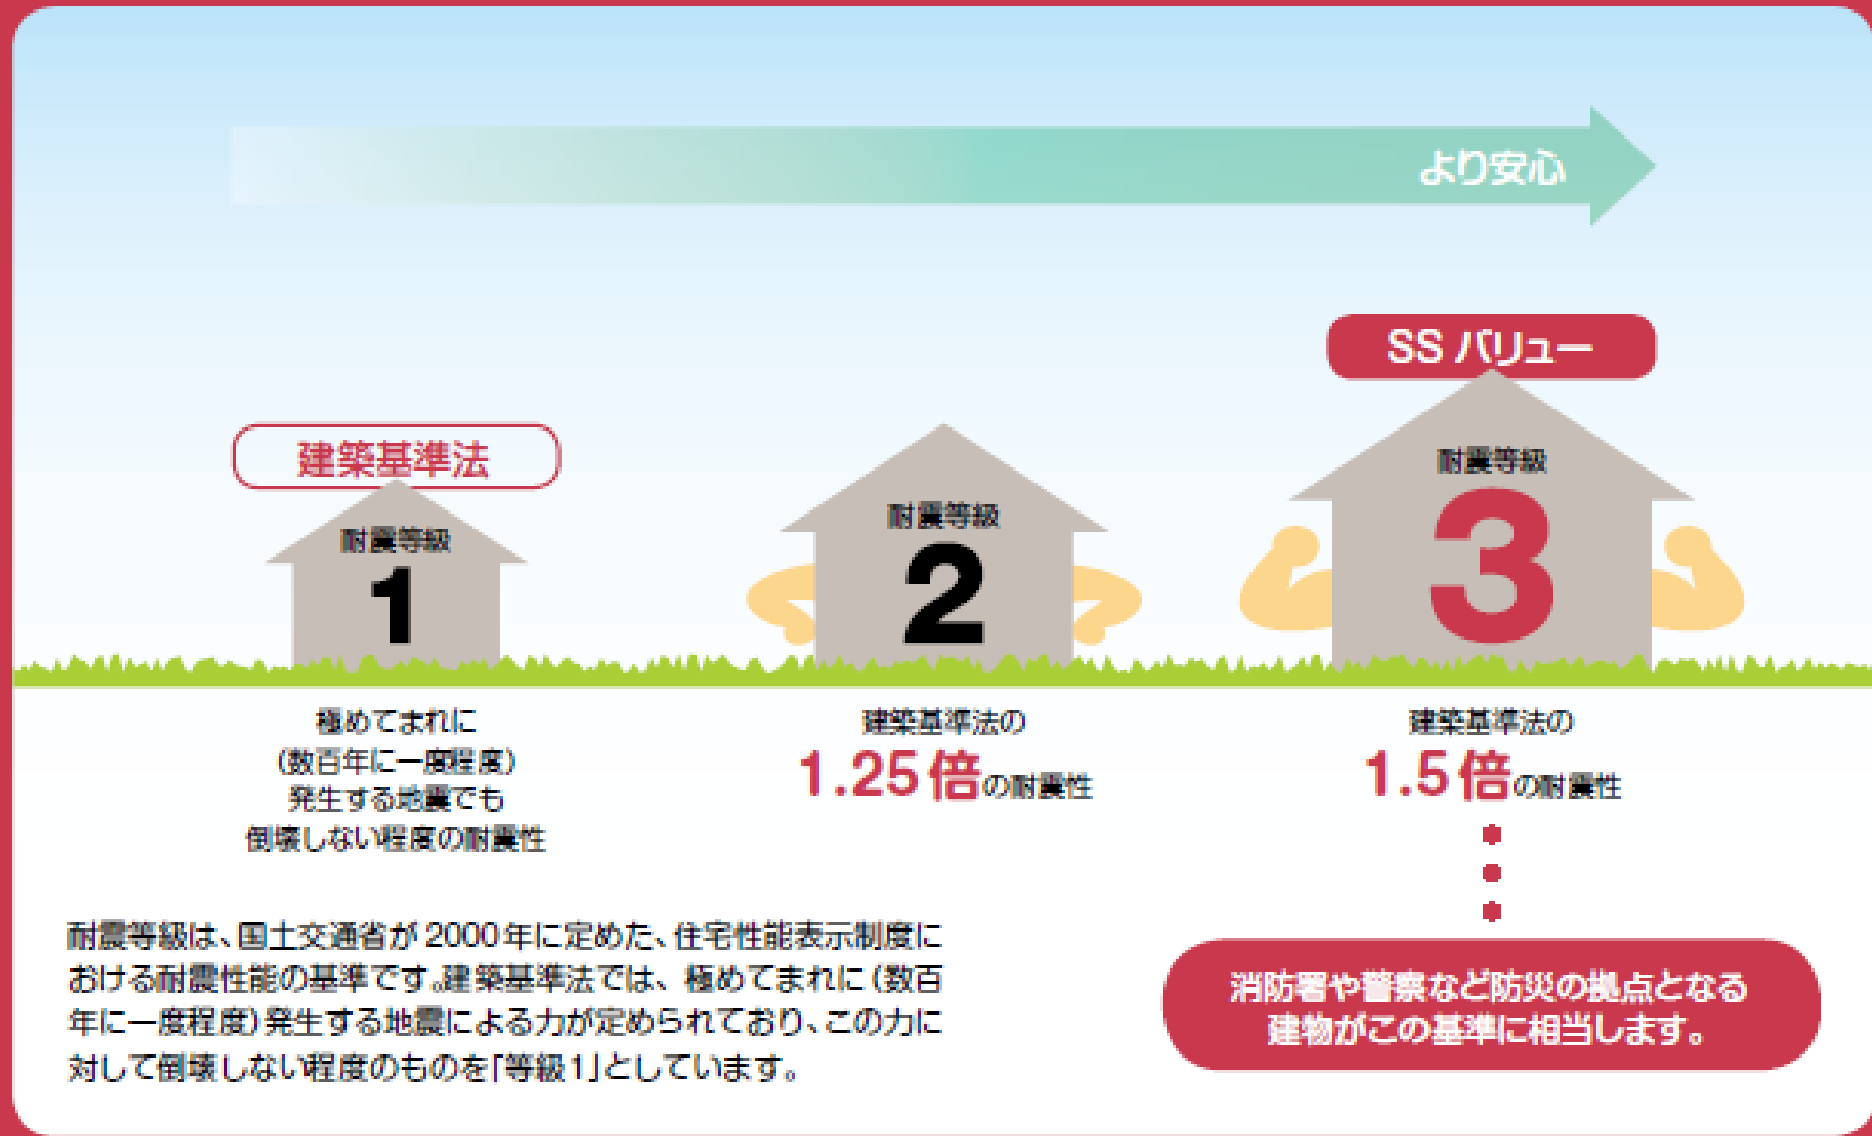 より安心
建築基準法
耐震等級
1
極めてまれに
(数百年に一度程度)
発生する地震でも
倒壊しない程度の耐震性
耐震等級
2
建築基準法の
1.25倍の耐震性
SS バリュー
耐震等級
3
建築基準法の
1.5倍の耐震性
消防署や警察など防災の拠点となる
建物がこの基準に相当します。
耐震等級は、国土交通省が2000年に定めた、住宅性能表示制度に
おける耐震性能の基準です。建築基準法では、極めてまれに(数百
年に一度程度)発生する地震による力が定められており、この力に
対して倒壊しない程度のものを「等級1」としています。